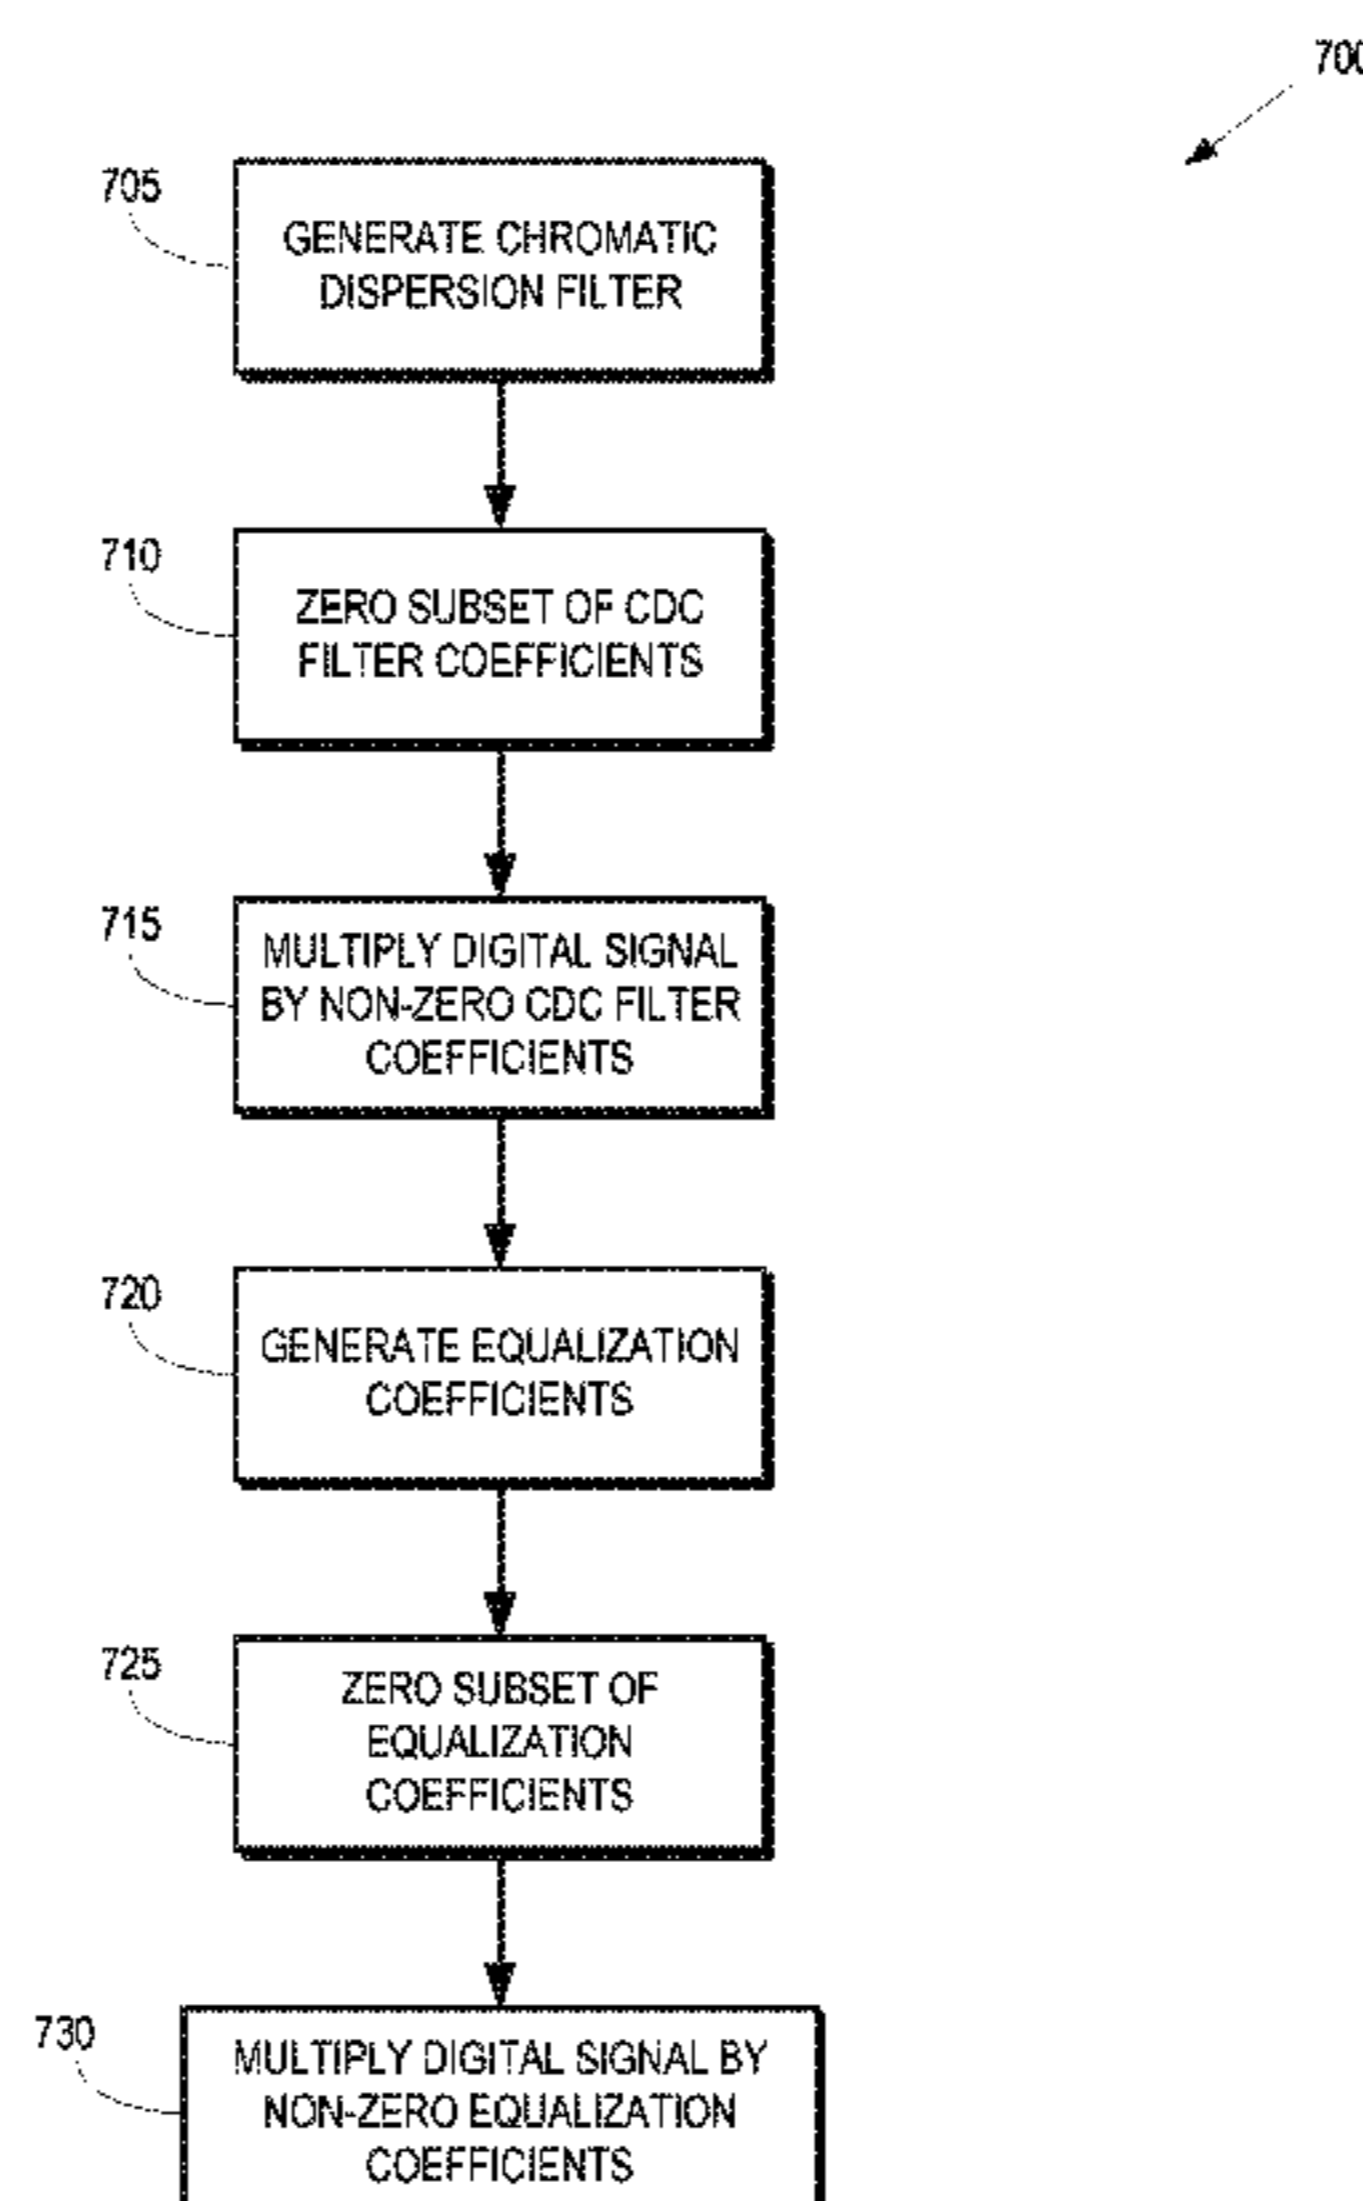 700
705
GENERATE CHROMATIC
DISPERSION FILTER
710
ZERO SUBSET OF CDC
FILTER COEFFICIENTS
715
MULTIPLY DIGITAL SIGNAL
BY NON-ZERO CDC FILTER
COEFFICIENTS
720
GENERATE EQUALIZATION
COEFFICIENTS
725
ZERO SUBSET OF
EQUALIZATION
COEFFICIENTS
730
MULTIPLY DIGITAL SIGNAL BY
NON-ZERO EQUALIZATION
COEFFICIENTS